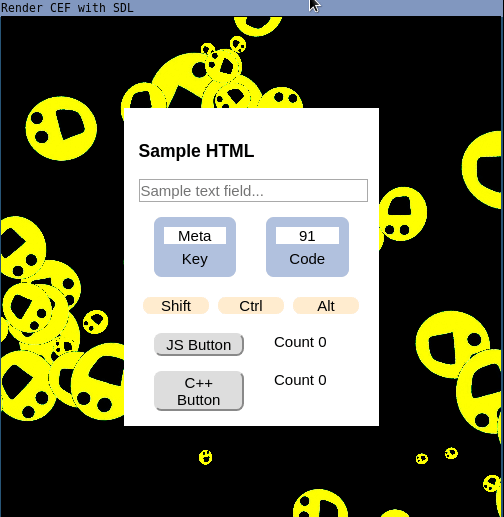 Render CEF with SDL
Sample HTML
Sample text field...
Meta 91
Key Code
Shift Ctrl Alt
JS Button Count 0
C++ Count 0
Button